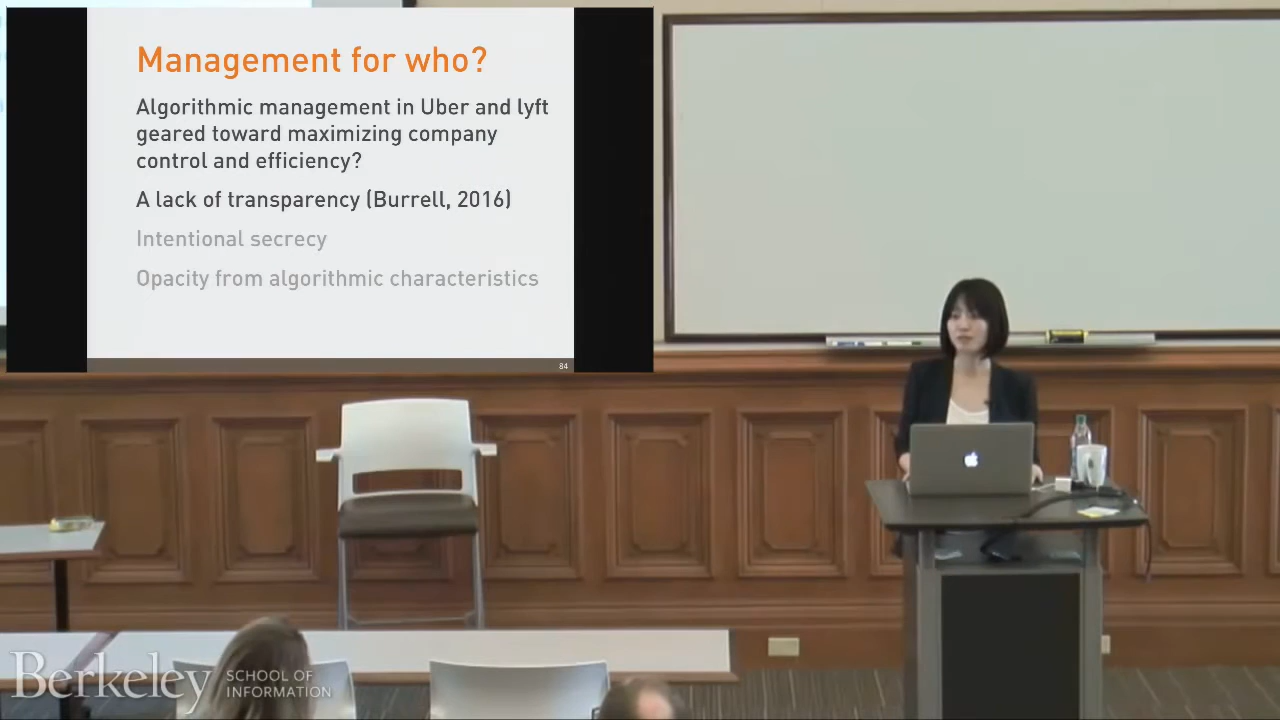 Management for who?
Algorithmic management in Uber and lyft
geared toward maximizing company
control and efficiency?
A lack of transparency (Burrell, 2016)
Intentional secrecy
Opacity from algorithmic characteristics
84
Berkeley
SCHOOL OF
INFORMATION